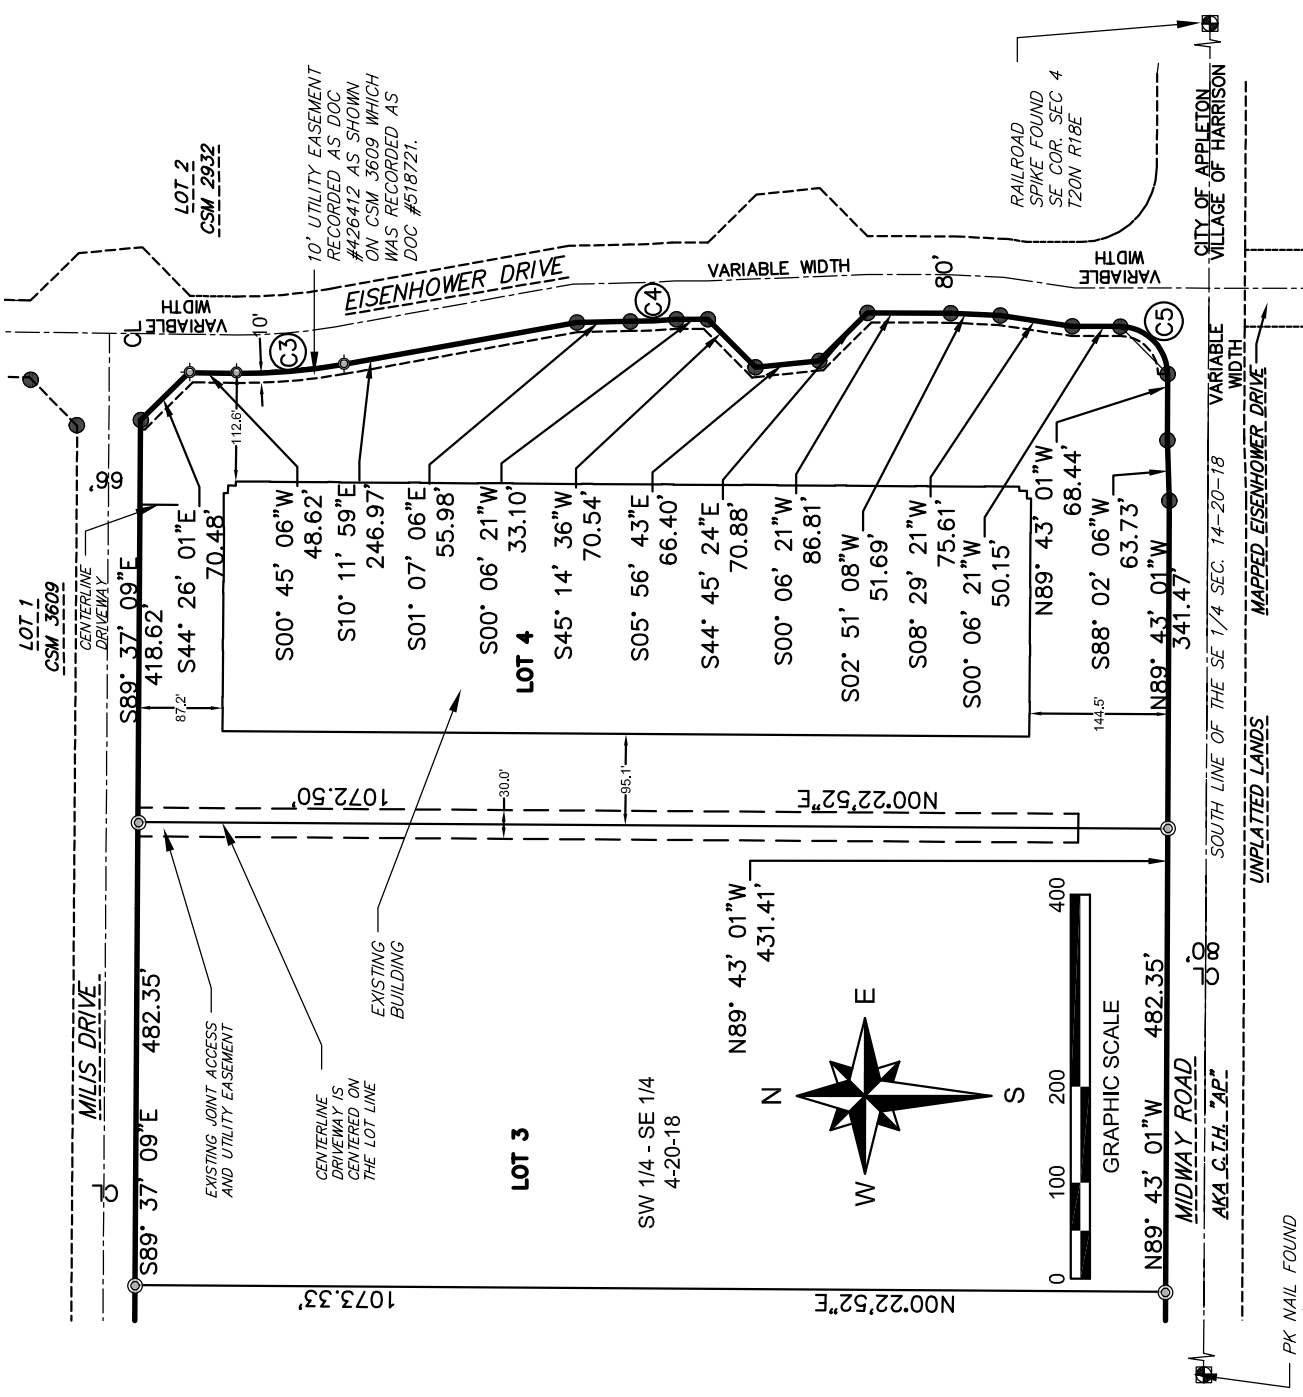 LOT 2
CSM 2932
10' UTILITY EASEMENT
RECORDED AS DOC
#426412 AS SHOWN
ON CSM 3609 WHICH
WAS RECORDED AS
DOC #518721.
RAILROAD
SPIKE FOUND
SE COR. SEC 4
T20N R18E
CITY OF APPLETON
VILLAGE OF HARRISON
EISENHOWER DRIVE
VARIABLE WIDTH
80'
VARIABLE
WIDTH
VARIABLE
WIDTH
CL
10'
C3
C4
C5
VARIABLE
WIDTH
MAPPED EISENHOWER DRIVE
66'
112.6'
LOT 1
CSM 3609
CENTERLINE
DRIVEWAY
S89° 37' 09"E
418.62'
S44° 26' 01"E
70.48'
S00° 45' 06"W
48.62'
S10° 11' 59"E
246.97'
S01° 07' 06"E
55.98'
S00° 06' 21"W
33.10'
S45° 14' 36"W
70.54'
S05° 56' 43"E
66.40'
S44° 45' 24"E
70.88'
S00° 06' 21"W
86.81'
S02° 51' 08"W
51.69'
S08° 29' 21"W
75.61'
S00° 06' 21"W
50.15'
N89° 43' 01"W
68.44'
S88° 02' 06"W
63.73'
N89° 43' 01"W
341.47'
SOUTH LINE OF THE SE 1/4 SEC. 14-20-18
LOT 4
87.2'
144.5'
95.1'
30.0'
1072.50'
N00°22'52"E
UNPLATTED LANDS
EXISTING
BUILDING
N89° 43' 01"W
431.41'
MILIS DRIVE
482.35'
S89° 37' 09"E
CL
EXISTING JOINT ACCESS
AND UTILITY EASEMENT
CENTERLINE
DRIVEWAY IS
CENTERED ON
THE LOT LINE
LOT 3
SW 1/4 - SE 1/4
4-20-18
N
E
S
W
400
200
100
0
GRAPHIC SCALE
N89° 43' 01"W
482.35'
80'
CL
MIDWAY ROAD
AKA C.T.H. "AP"
1073.33'
N00°22'52"E
PK NAIL FOUND